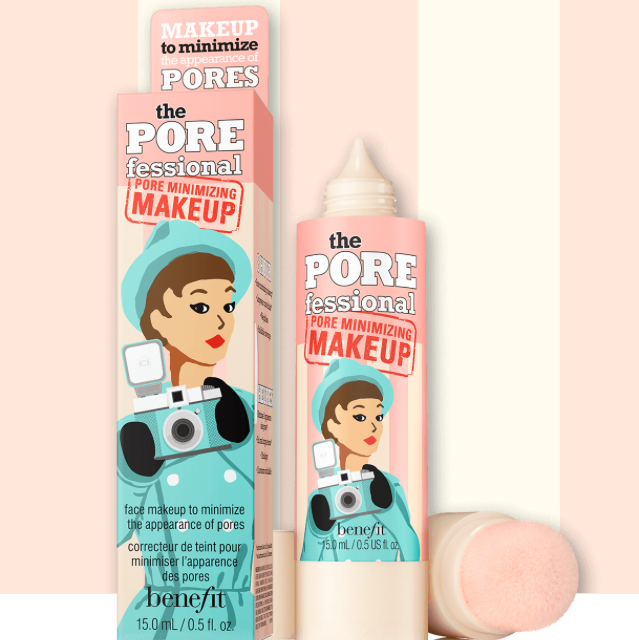 MAKEUP
to minimize
the appearance of
PORES
the
PORE
fessional
PORE MINIMIZING
MAKEUP
face makeup to minimize
the appearance of pores
correcteur de teint pour
minimiser l'apparence
des pores
benefit
15.0 mL / 0.5 fl. oz.
the
PORE
fessional
PORE MINIMIZING
MAKEUP
benefit
15.0 mL / 0.5 US fl. oz.